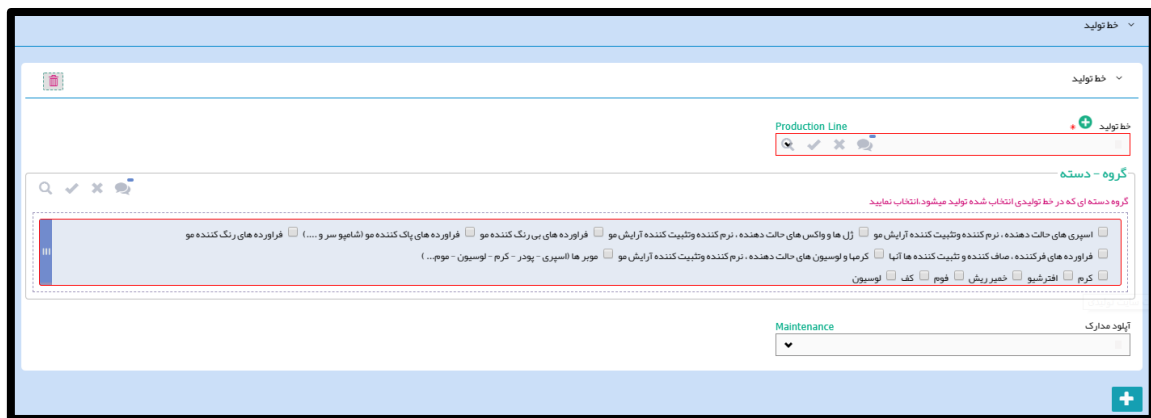 خط تولید
خط تولید
خط تولید * Production Line
گروه - دسته
گروه دسته ای که در خط تولیدی انتخاب شده تولید میشود،انتخاب نمایید
اسپری های حالت دهنده ، نرم کننده وتثبیت کننده آرایش مو ژل ها و واکس های حالت دهنده ، نرم کننده وتثبیت کننده آرایش مو فراورده های بی رنگ کننده مو فراورده های پاک کننده مو (شامپو سر و ....) فراورده های رنگ کننده مو
فراورده های فرکننده ، صاف کننده و تثبیت کننده ها آنها کرمها و لوسیون های حالت دهنده ، نرم کننده وتثبیت کننده آرایش مو موبر ها (اسپری - پودر - کرم - لوسیون - موم... )
کرم افترشیو خمیر ریش فوم کف لوسیون
آپلود مدارک Maintenance